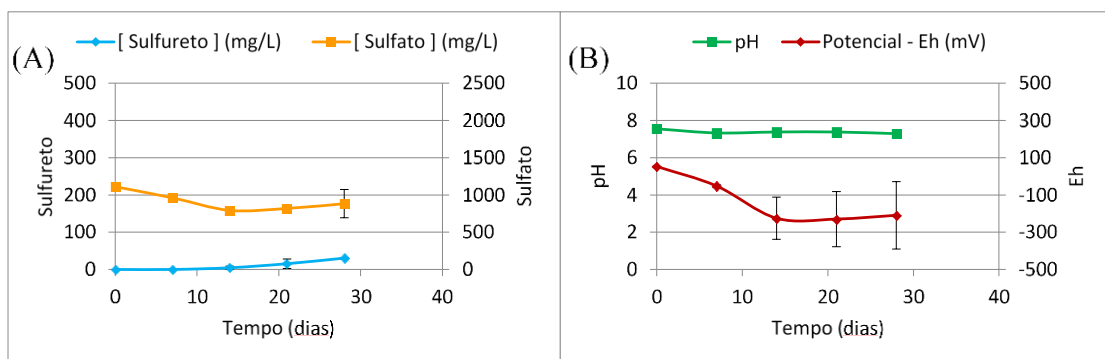 [ Sulfureto ] (mg/L) [ Sulfato ] (mg/L)
(A)
500 2500
400 2000
300 1500
200 1000
100 500
0 0
Sulfureto
Sulfato
0 10 20 30 40
Tempo (dias)
pH Potencial - Eh (mV)
(B)
10 500
8 300
6 100
4 -100
2 -300
0 -500
pH
Eh
0 10 20 30 40
Tempo (dias)